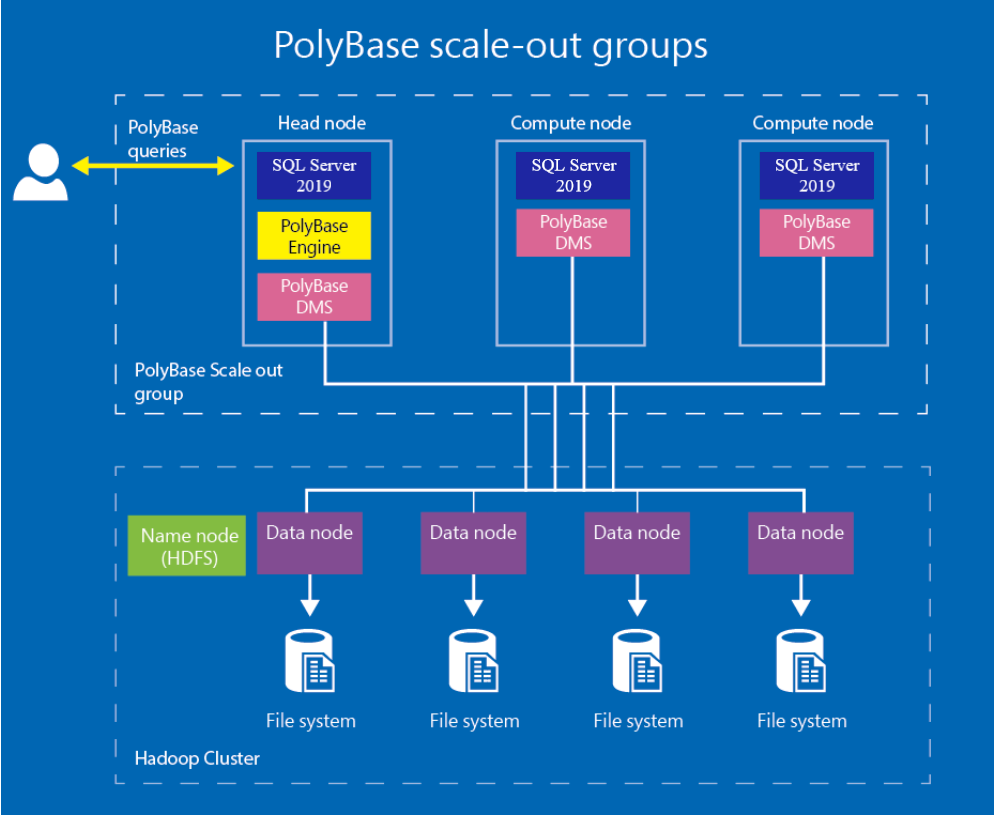 PolyBase scale-out groups
PolyBase
queries
Head node
SQL Server
2019
PolyBase
Engine
PolyBase
DMS
Compute node
SQL Server
2019
PolyBase
DMS
Compute node
SQL Server
2019
PolyBase
DMS
PolyBase Scale out
group
Name node
(HDFS)
Data node
Data node
Data node
Data node
File system
File system
File system
File system
Hadoop Cluster